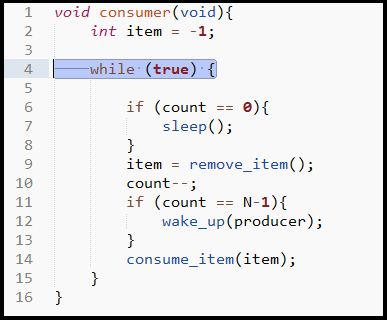 1 void consumer(void){
2     int item = -1;
3
4     while (true) {
5
6         if (count == 0){
7             sleep();
8         }
9         item = remove_item();
10         count--;
11         if (count == N-1){
12             wake_up(producer);
13         }
14         consume_item(item);
15     }
16 }